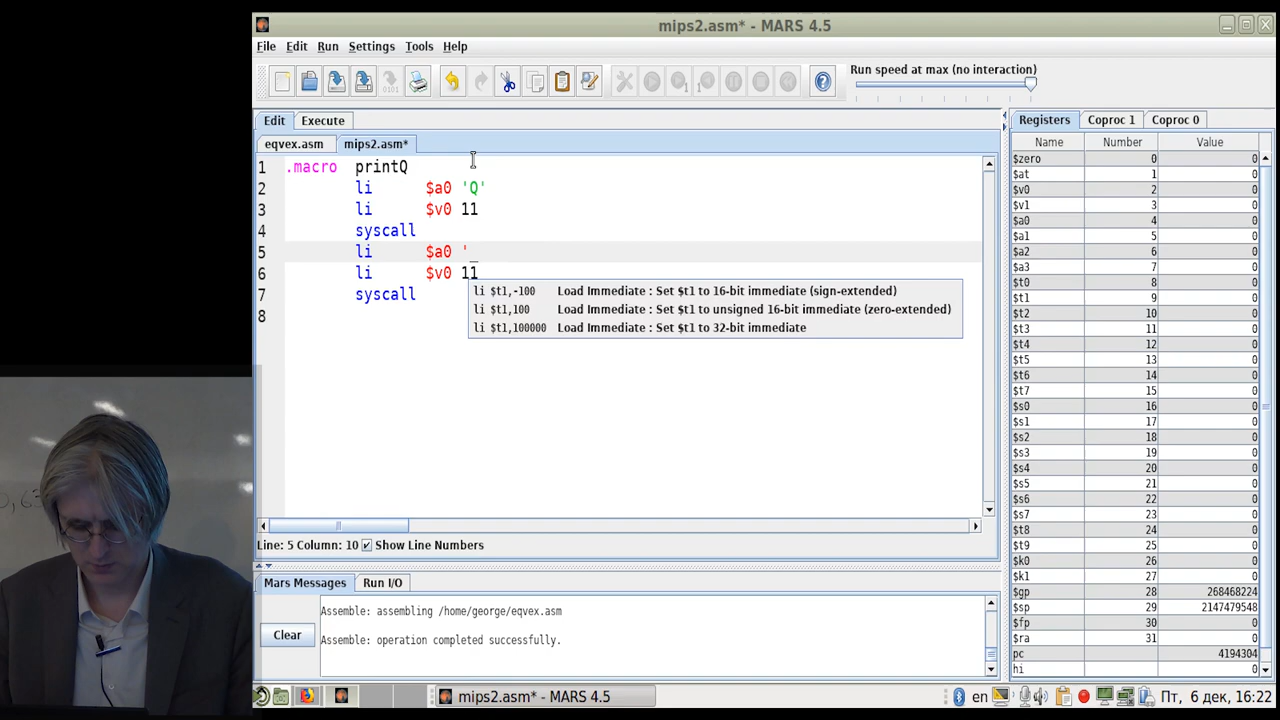 mips2.asm* - MARS 4.5
File Edit Run Settings Tools Help
Run speed at max (no interaction)
Edit Execute
eqvex.asm mips2.asm*
1 .macro printQ
2 li $a0 'Q'
3 li $v0 11
4 syscall
5 li $a0 '_
6 li $v0 11
7 syscall
8
li $t1,-100 Load Immediate : Set $t1 to 16-bit immediate (sign-extended)
li $t1,100 Load Immediate : Set $t1 to unsigned 16-bit immediate (zero-extended)
li $t1,100000 Load Immediate : Set $t1 to 32-bit immediate
Line: 5 Column: 10 Show Line Numbers
Mars Messages Run I/O
Assemble: assembling /home/george/eqvex.asm
Assemble: operation completed successfully.
Clear
Registers Coproc 1 Coproc 0
Name Number Value
$zero 0 0
$at 1 0
$v0 2 0
$v1 3 0
$a0 4 0
$a1 5 0
$a2 6 0
$a3 7 0
$t0 8 0
$t1 9 0
$t2 10 0
$t3 11 0
$t4 12 0
$t5 13 0
$t6 14 0
$t7 15 0
$s0 16 0
$s1 17 0
$s2 18 0
$s3 19 0
$s4 20 0
$s5 21 0
$s6 22 0
$s7 23 0
$t8 24 0
$t9 25 0
$k0 26 0
$k1 27 0
$gp 28 268468224
$sp 29 2147479548
$fp 30 0
$ra 31 0
pc 4194304
hi 0
mips2.asm* - MARS 4.5
en
Пт, 6 дек, 16:22